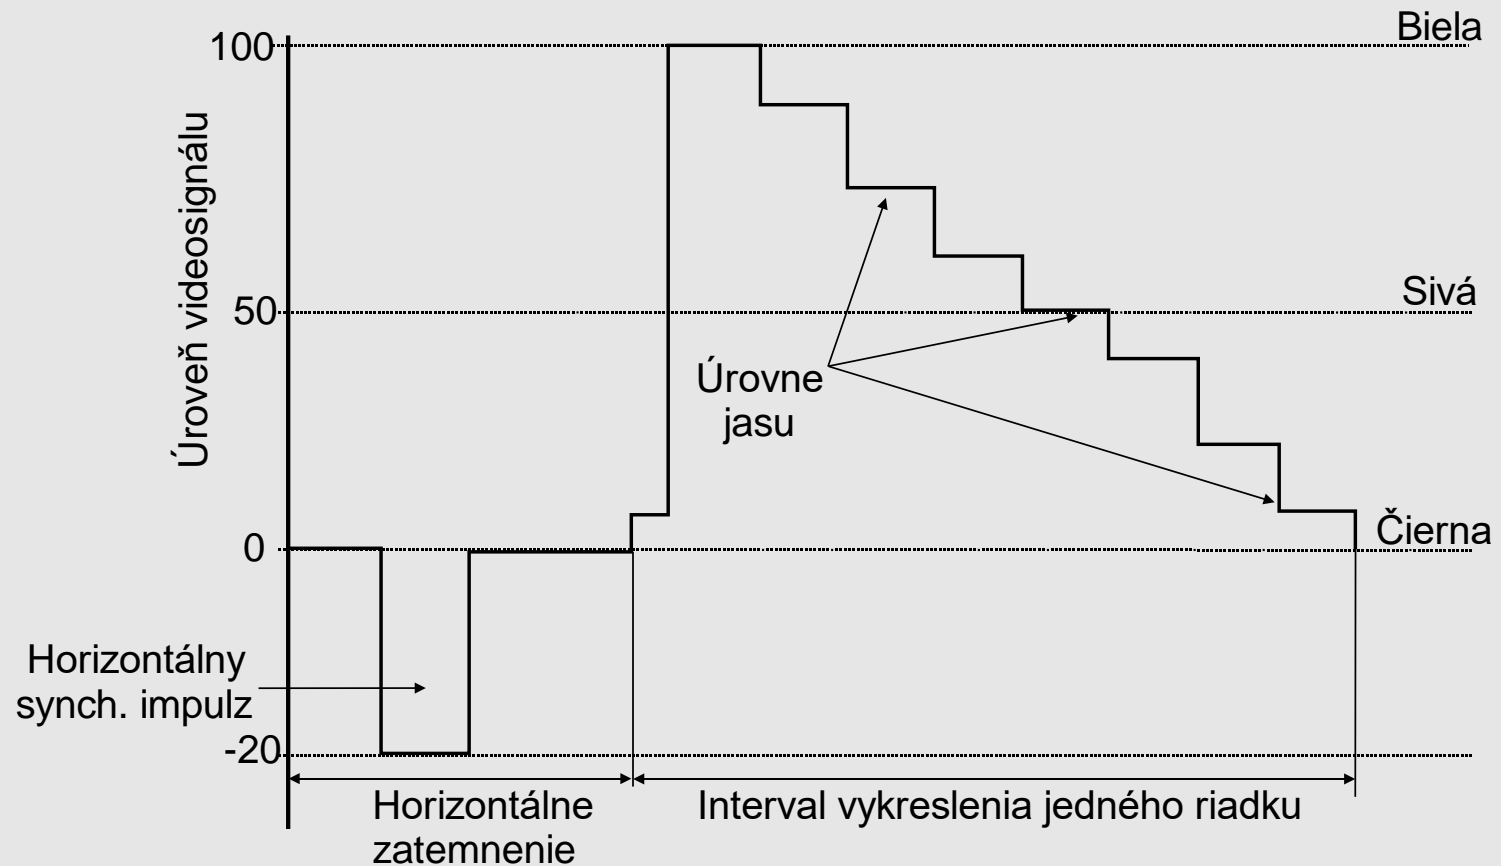 Biela
100
Úroveň videosignálu
Sivá
50
Úrovne
jasu
Čierna
0
Horizontálny
synch. impulz
-20
Horizontálne
zatemnenie
Interval vykreslenia jedného riadku